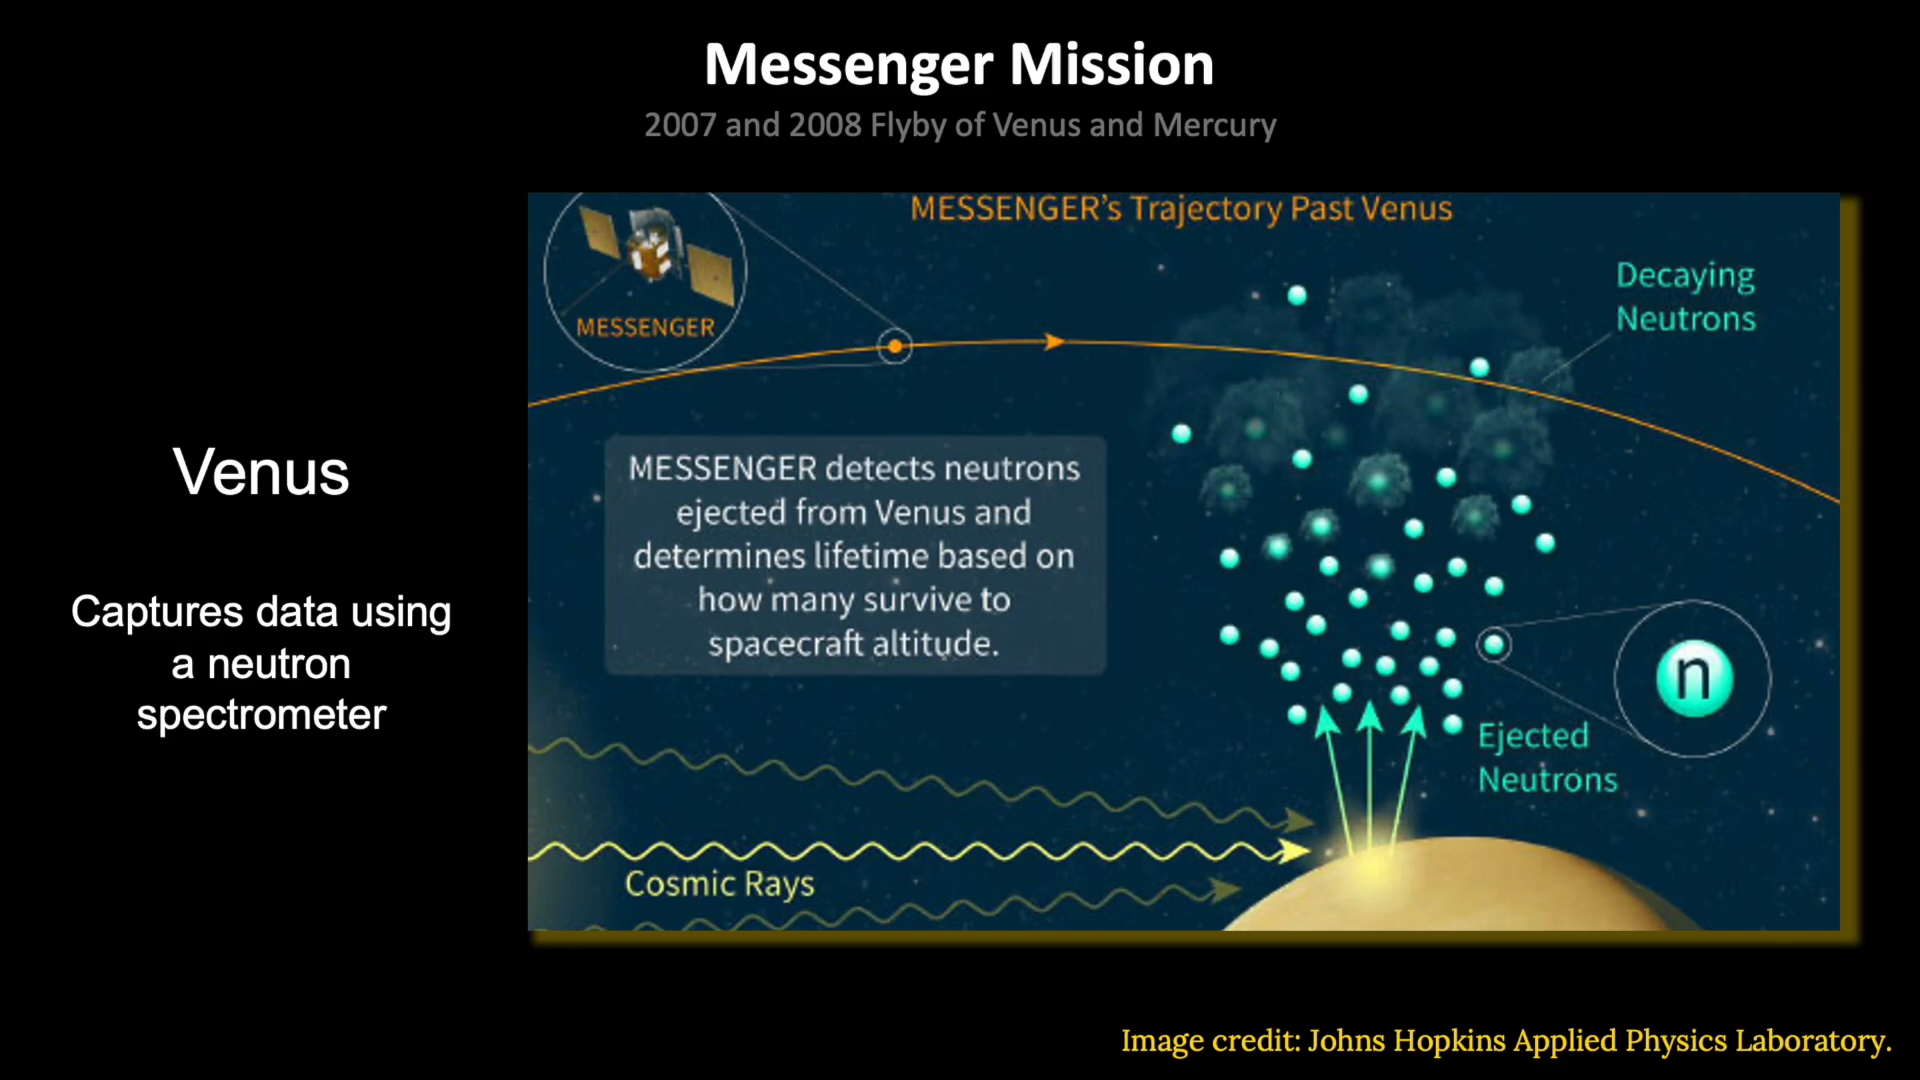 Messenger Mission
2007 and 2008 Flyby of Venus and Mercury
MESSENGER's Trajectory Past Venus
MESSENGER
Decaying
Neutrons
MESSENGER detects neutrons
ejected from Venus and
determines lifetime based on
how many survive to
spacecraft altitude.
Venus
Captures data using
a neutron
spectrometer
n
Ejected
Neutrons
Cosmic Rays
Image credit: Johns Hopkins Applied Physics Laboratory.